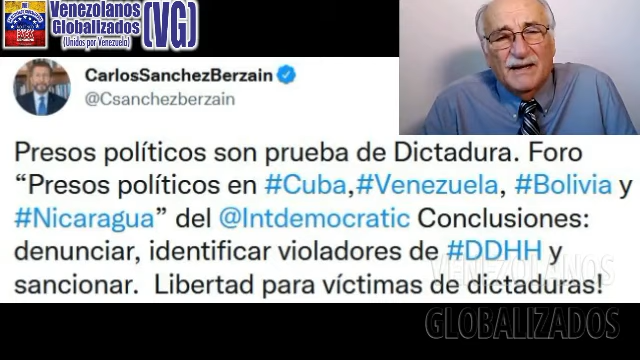 Venezolanos
Globalizados
(Unidos por Venezuela)
(VG)
CarlosSanchezBerzain
@Csanchezberzain
Presos políticos son prueba de Dictadura. Foro
“Presos políticos en #Cuba,#Venezuela, #Bolivia y
#Nicaragua” del @Intdemocratic Conclusiones:
denunciar, identificar violadores de #DDHH y
sancionar. Libertad para víctimas de dictaduras!
VENEZOLANOS
GLOBALIZADOS